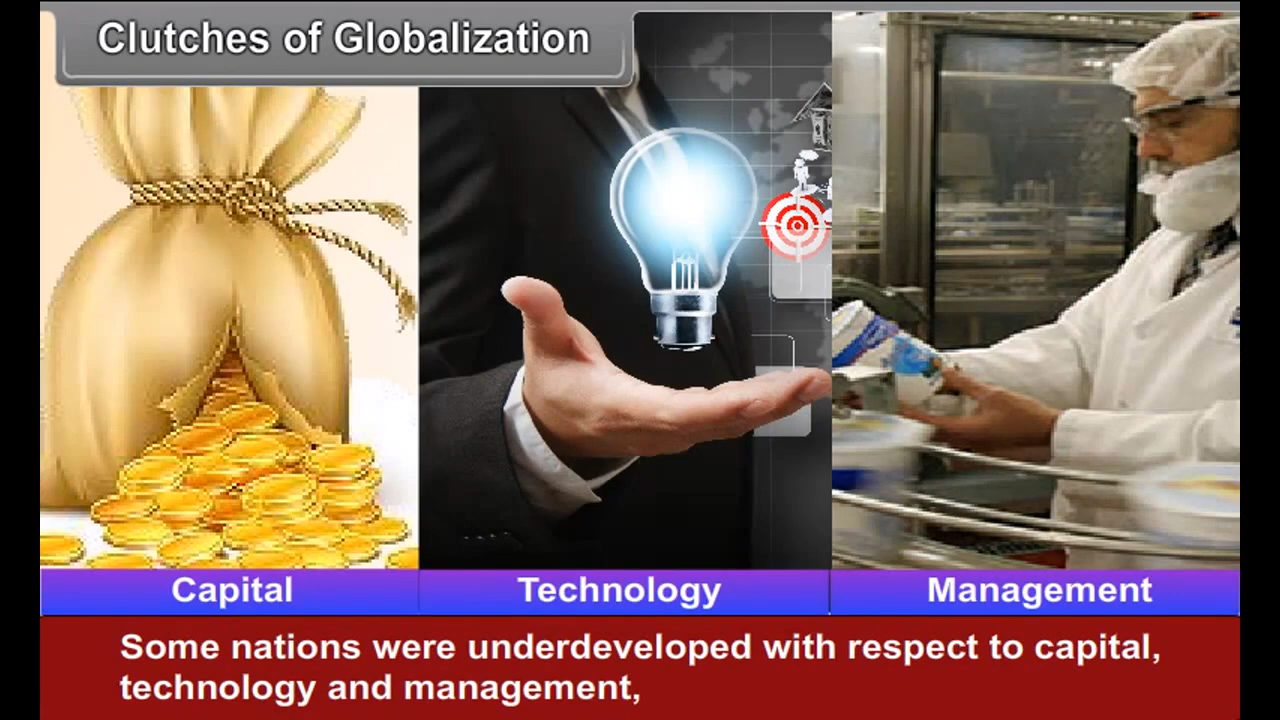 Clutches of Globalization
Capital
Technology
Management
Some nations were underdeveloped with respect to capital,
technology and management,